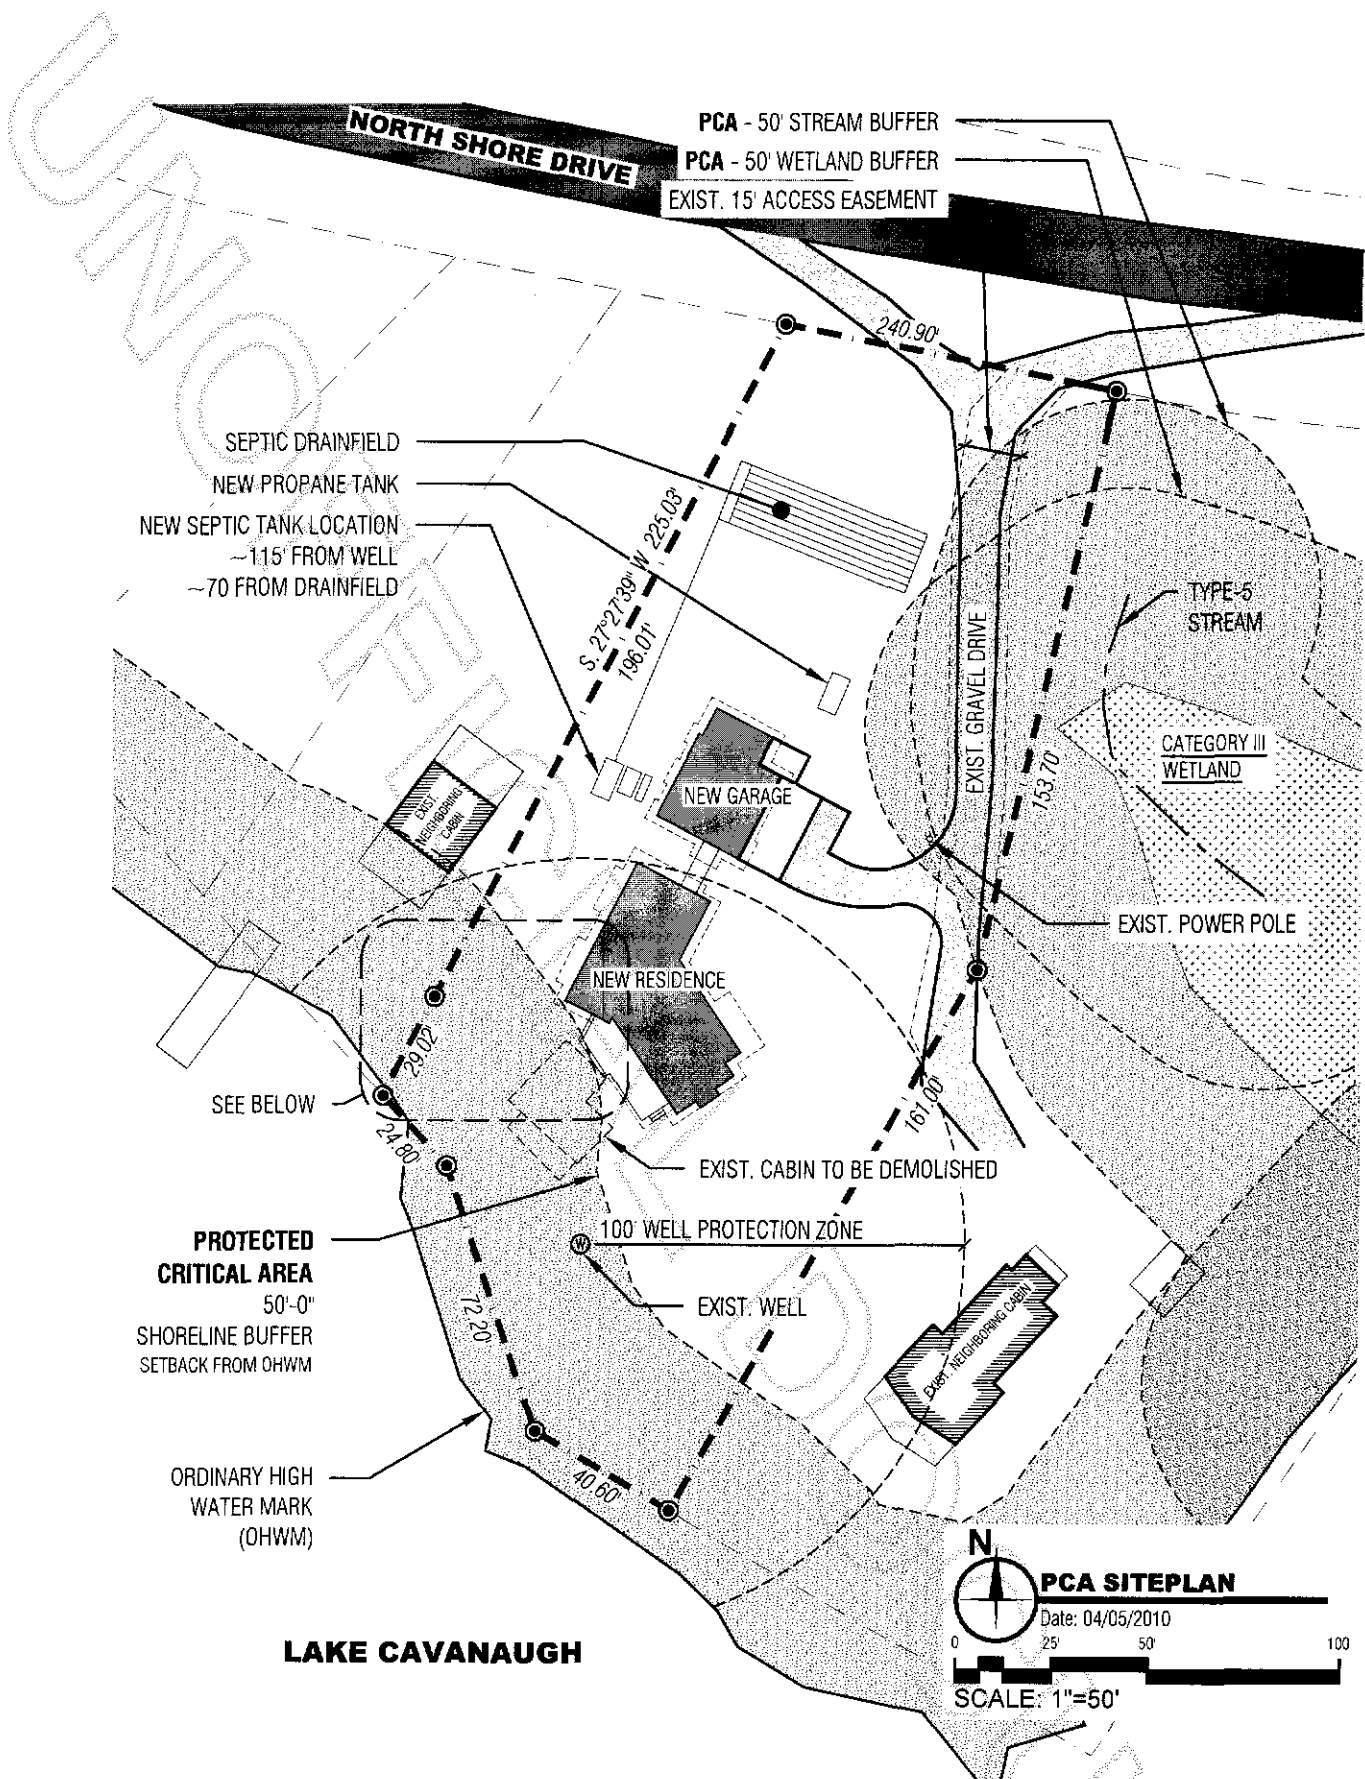 NORTH SHORE DRIVE
PCA - 50' STREAM BUFFER
PCA - 50' WETLAND BUFFER
EXIST. 15' ACCESS EASEMENT
240.90'
SEPTIC DRAINFIELD
NEW PROPANE TANK
NEW SEPTIC TANK LOCATION
~115' FROM WELL
~70 FROM DRAINFIELD
S. 27°27'39" W 225.03'
196.01'
TYPE-5
STREAM
EXIST. GRAVEL DRIVE
153.70'
CATEGORY III
WETLAND
EXIST.
NEIGHBORING
CABIN
NEW GARAGE
EXIST. POWER POLE
NEW RESIDENCE
29.02'
SEE BELOW
24.80'
161.00'
EXIST. CABIN TO BE DEMOLISHED
PROTECTED
CRITICAL AREA
50'-0"
SHORELINE BUFFER
SETBACK FROM OHWM
100' WELL PROTECTION ZONE
W
EXIST. WELL
72.20'
EXIST. NEIGHBORING CABIN
ORDINARY HIGH
WATER MARK
(OHWM)
40.60'
LAKE CAVANAUGH
N
PCA SITEPLAN
Date: 04/05/2010
0 25 50 100
SCALE: 1"=50'